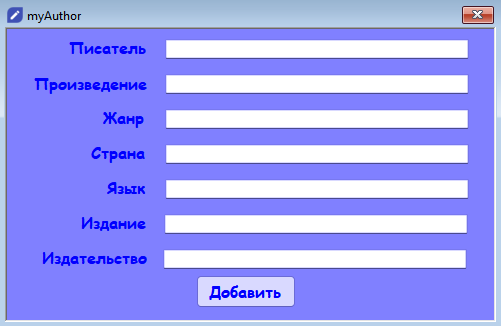 myAuthor
Писатель
Произведение
Жанр
Страна
Язык
Издание
Издательство
Добавить